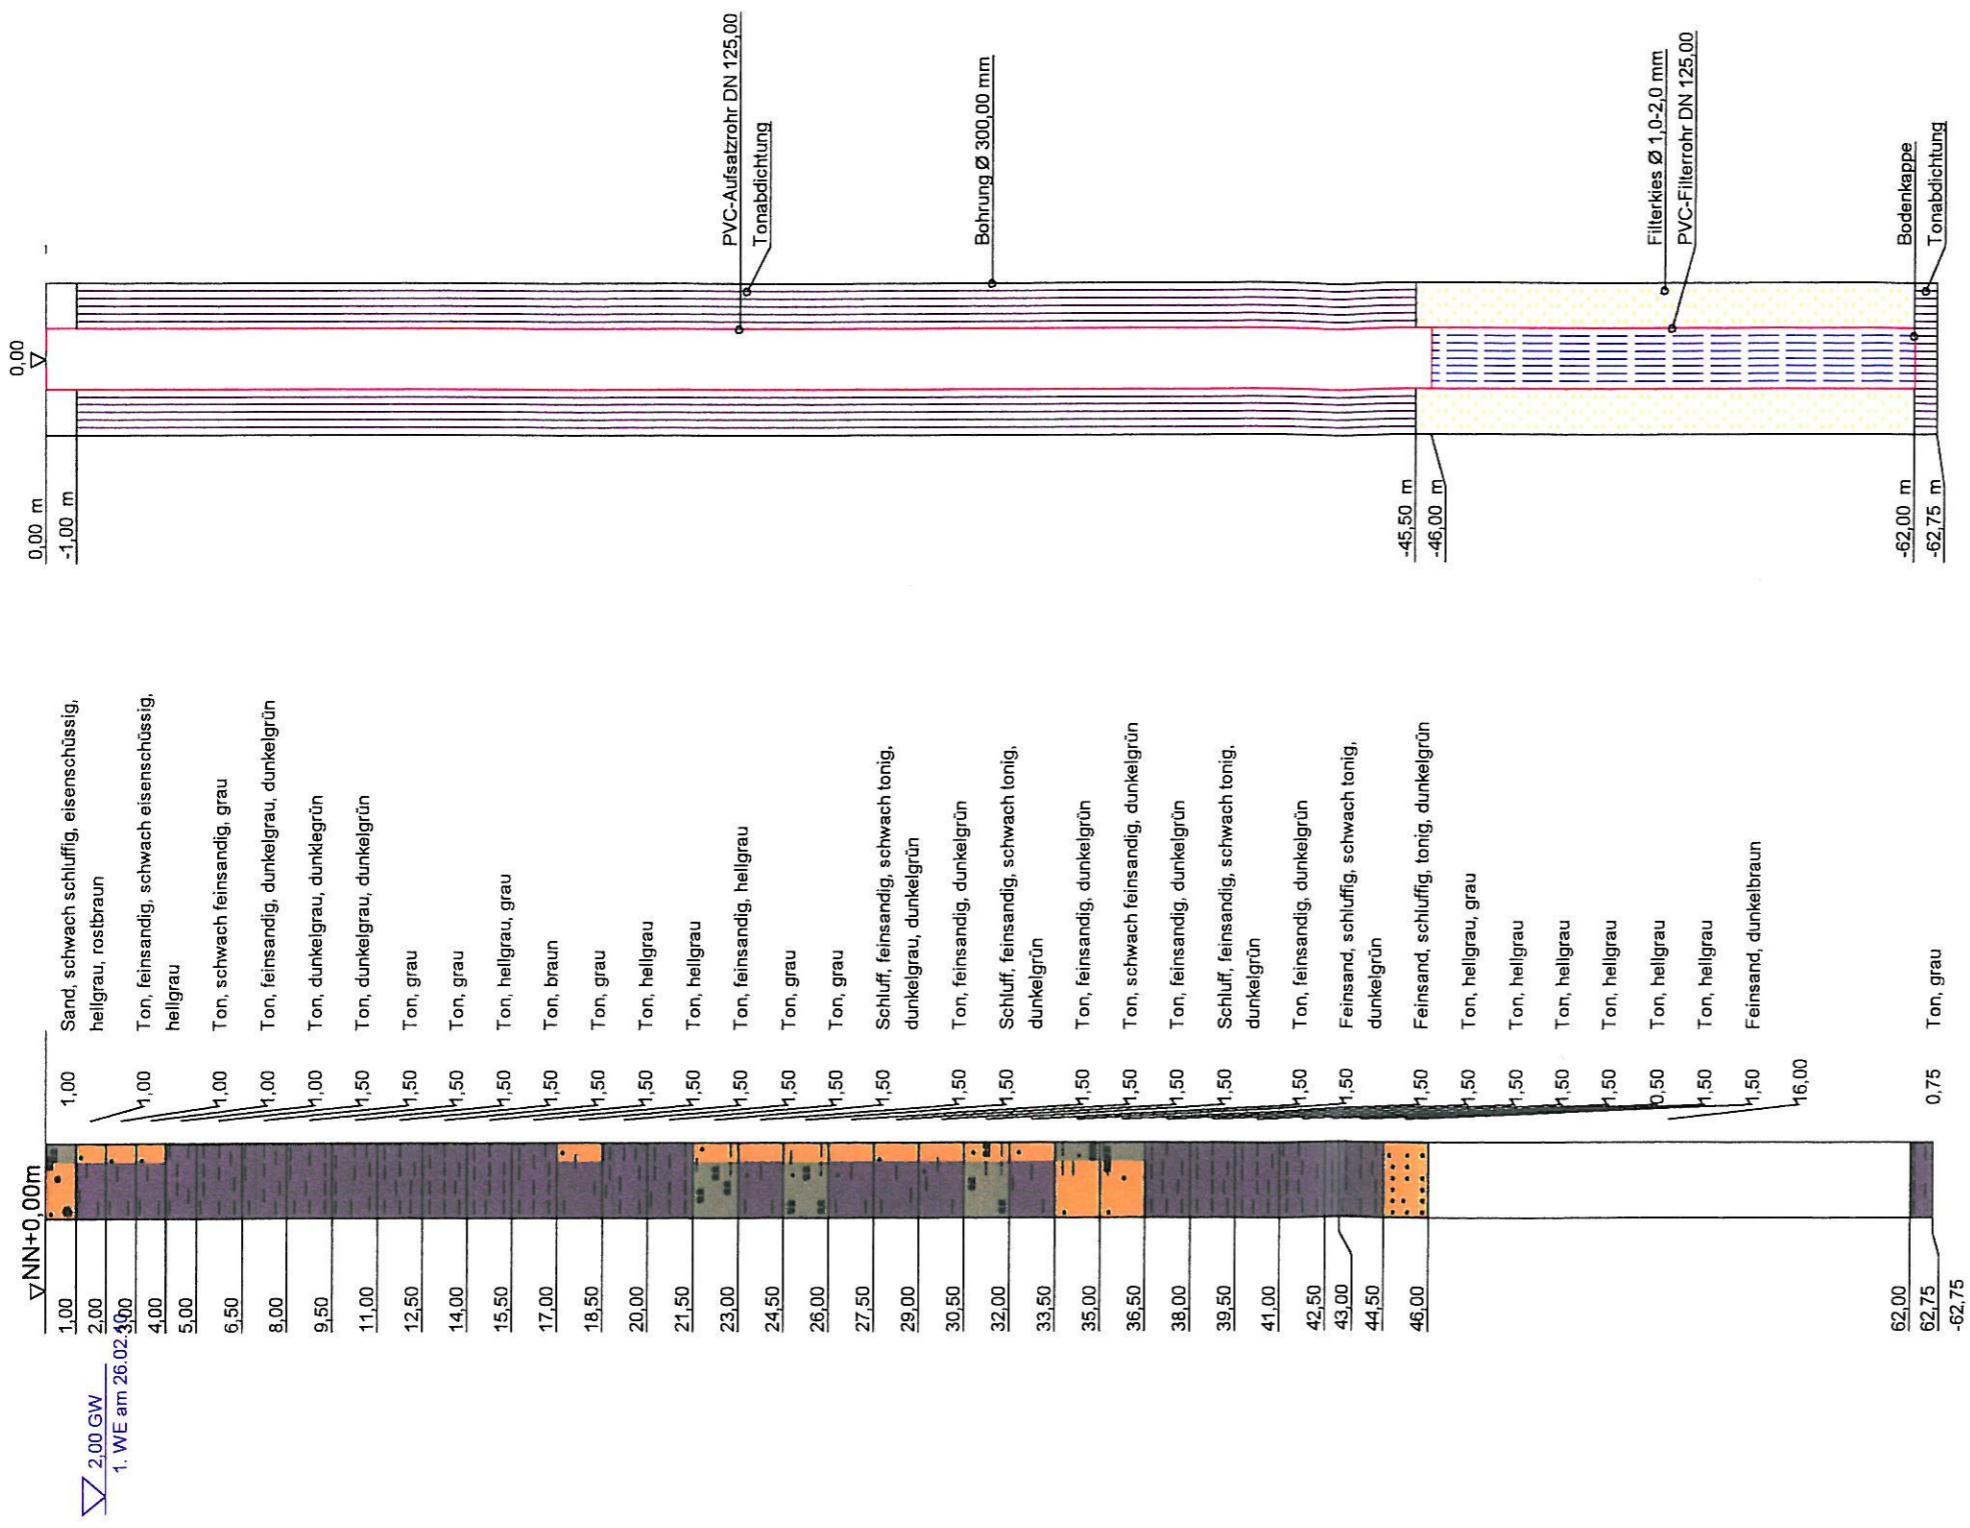 ▽NN+0,00m
2,00 GW
1. WE am 26.02.10
1,00
2,00
3,00
4,00
5,00
6,50
8,00
9,50
11,00
12,50
14,00
15,50
17,00
18,50
20,00
21,50
23,00
24,50
26,00
27,50
29,00
30,50
32,00
33,50
35,00
36,50
38,00
39,50
41,00
42,50
43,00
44,50
46,00
62,00
62,75
-62,75
1,00 Sand, schwach schluffig, eisenschüssig,
hellgrau, rostbraun
1,00 Ton, feinsandig, schwach eisenschüssig,
hellgrau
1,00 Ton, schwach feinsandig, grau
1,00 Ton, feinsandig, dunkelgrau, dunkelgrün
1,00 Ton, dunkelgrau, dunklegrün
1,50 Ton, dunkelgrau, dunkelgrün
1,50 Ton, grau
1,50 Ton, grau
1,50 Ton, hellgrau, grau
1,50 Ton, braun
1,50 Ton, grau
1,50 Ton, hellgrau
1,50 Ton, hellgrau
1,50 Ton, feinsandig, hellgrau
1,50 Ton, grau
1,50 Ton, grau
1,50 Schluff, feinsandig, schwach tonig,
dunkelgrau, dunkelgrün
1,50 Ton, feinsandig, dunkelgrün
1,50 Schluff, feinsandig, schwach tonig,
dunkelgrün
1,50 Ton, feinsandig, dunkelgrün
1,50 Ton, schwach feinsandig, dunkelgrün
1,50 Ton, feinsandig, dunkelgrün
1,50 Schluff, feinsandig, schwach tonig,
dunkelgrün
1,50 Ton, feinsandig, dunkelgrün
1,50 Feinsand, schluffig, schwach tonig,
dunkelgrün
1,50 Feinsand, schluffig, tonig, dunkelgrün
1,50 Ton, hellgrau, grau
1,50 Ton, hellgrau
1,50 Ton, hellgrau
1,50 Ton, hellgrau
0,50 Ton, hellgrau
1,50 Ton, hellgrau
1,50 Feinsand, dunkelbraun
16,00
0,75 Ton, grau
0,00
0,00 m
-1,00 m
-45,50 m
-46,00 m
-62,00 m
-62,75 m
PVC-Aufsatzrohr DN 125,00
Tonabdichtung
Bohrung Ø 300,00 mm
Filterkies Ø 1,0-2,0 mm
PVC-Filterrohr DN 125,00
Bodenkappe
Tonabdichtung